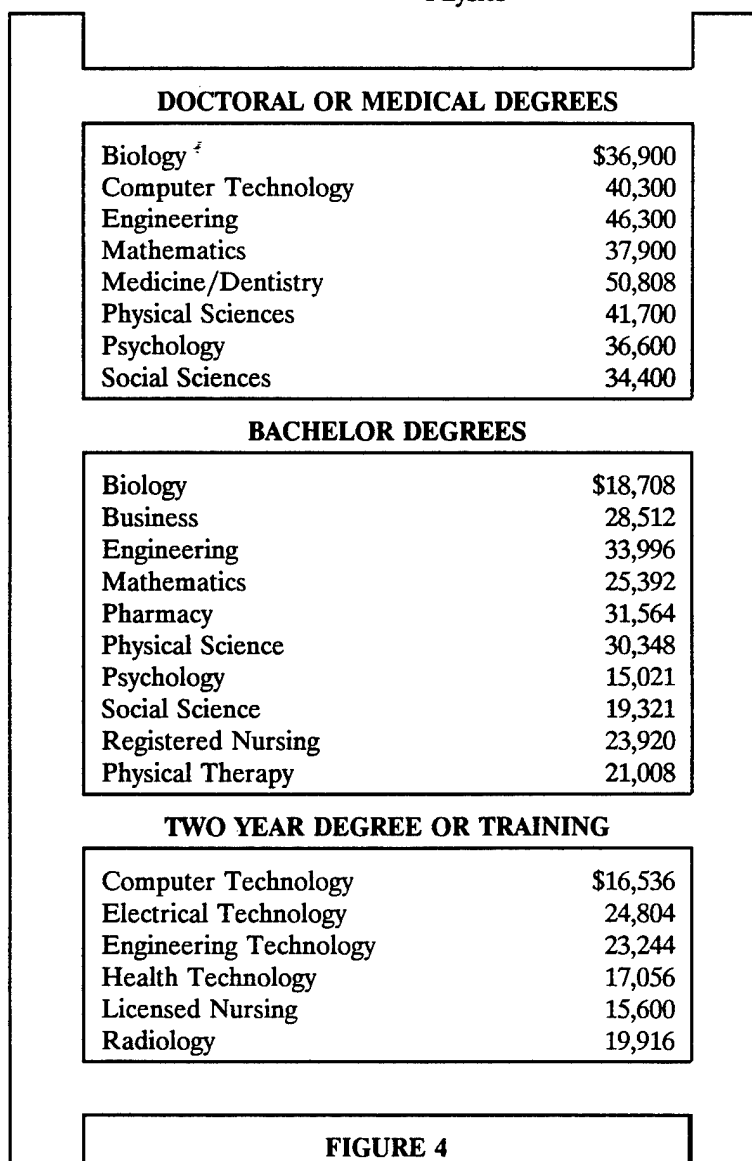 DOCTORAL OR MEDICAL DEGREES
Biology $36,900
Computer Technology 40,300
Engineering 46,300
Mathematics 37,900
Medicine/Dentistry 50,808
Physical Sciences 41,700
Psychology 36,600
Social Sciences 34,400
BACHELOR DEGREES
Biology $18,708
Business 28,512
Engineering 33,996
Mathematics 25,392
Pharmacy 31,564
Physical Science 30,348
Psychology 15,021
Social Science 19,321
Registered Nursing 23,920
Physical Therapy 21,008
TWO YEAR DEGREE OR TRAINING
Computer Technology $16,536
Electrical Technology 24,804
Engineering Technology 23,244
Health Technology 17,056
Licensed Nursing 15,600
Radiology 19,916
FIGURE 4